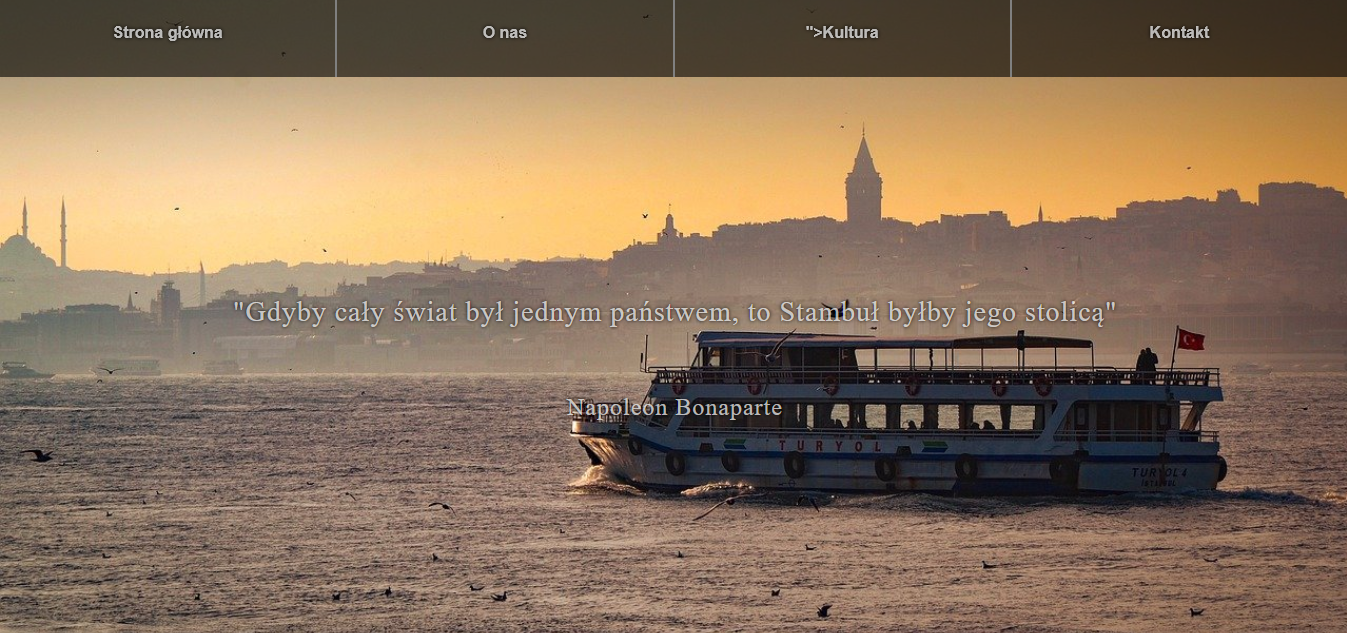 Strona główna
O nas
">Kultura
Kontakt
"Gdyby cały świat był jednym państwem, to Stambuł byłby jego stolicą"
Napoleon Bonaparte
TURYOL
TURYOL 4
İSTANBUL